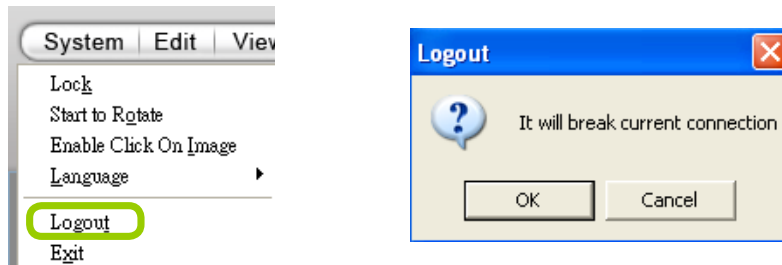 System Edit View
Lock
Start to Rotate
Enable Click On Image
Language
Logout
Exit
Logout
It will break current connection
OK Cancel